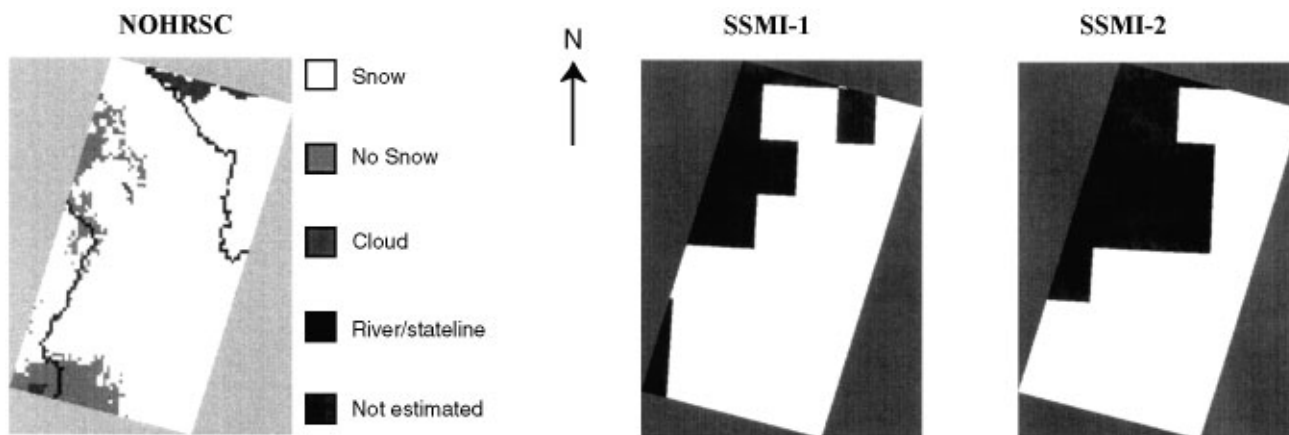 NOHRSC
Snow
No Snow
Cloud
River/stateline
Not estimated
N
SSMI-1
SSMI-2